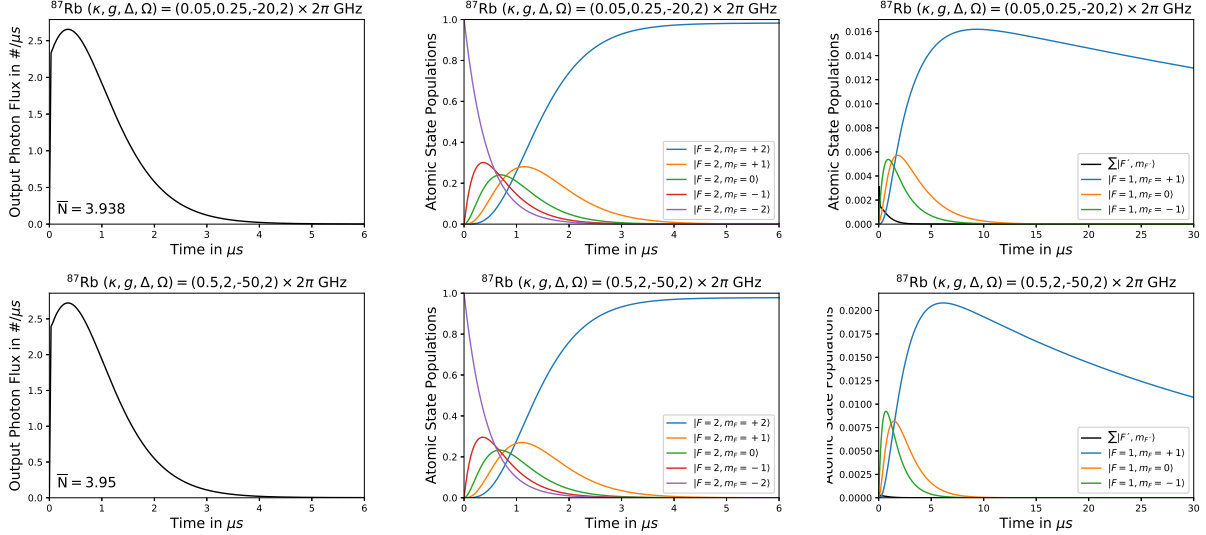 ⁸⁷Rb (κ, g, Δ, Ω) = (0.05,0.25,-20,2) × 2π GHz
Output Photon Flux in #/μs
2.5
2.0
1.5
1.0
0.5
0.0
N̅ = 3.938
0 1 2 3 4 5 6
Time in μs
⁸⁷Rb (κ, g, Δ, Ω) = (0.05,0.25,-20,2) × 2π GHz
Atomic State Populations
1.0
0.8
0.6
0.4
0.2
0.0
|F = 2, m_F = +2⟩
|F = 2, m_F = +1⟩
|F = 2, m_F = 0⟩
|F = 2, m_F = −1⟩
|F = 2, m_F = −2⟩
0 1 2 3 4 5 6
Time in μs
⁸⁷Rb (κ, g, Δ, Ω) = (0.05,0.25,-20,2) × 2π GHz
Atomic State Populations
0.016
0.014
0.012
0.010
0.008
0.006
0.004
0.002
0.000
∑|F′, m_F′⟩
|F = 1, m_F = +1⟩
|F = 1, m_F = 0⟩
|F = 1, m_F = −1⟩
0 5 10 15 20 25 30
Time in μs
⁸⁷Rb (κ, g, Δ, Ω) = (0.5,2,-50,2) × 2π GHz
Output Photon Flux in #/μs
2.5
2.0
1.5
1.0
0.5
0.0
N̅ = 3.95
0 1 2 3 4 5 6
Time in μs
⁸⁷Rb (κ, g, Δ, Ω) = (0.5,2,-50,2) × 2π GHz
Atomic State Populations
1.0
0.8
0.6
0.4
0.2
0.0
|F = 2, m_F = +2⟩
|F = 2, m_F = +1⟩
|F = 2, m_F = 0⟩
|F = 2, m_F = −1⟩
|F = 2, m_F = −2⟩
0 1 2 3 4 5 6
Time in μs
⁸⁷Rb (κ, g, Δ, Ω) = (0.5,2,-50,2) × 2π GHz
Atomic State Populations
0.0200
0.0175
0.0150
0.0125
0.0100
0.0075
0.0050
0.0025
0.0000
∑|F′, m_F′⟩
|F = 1, m_F = +1⟩
|F = 1, m_F = 0⟩
|F = 1, m_F = −1⟩
0 5 10 15 20 25 30
Time in μs